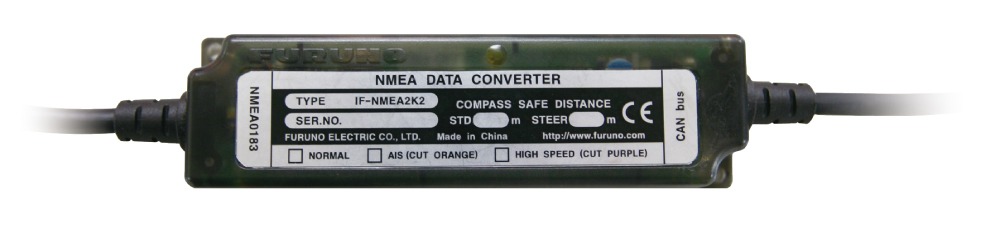 FURUNO
NMEA DATA CONVERTER
TYPE IF-NMEA2K2
SER.NO.
COMPASS SAFE DISTANCE
STD m STEER m
CE
FURUNO ELECTRIC CO., LTD. Made in China http://www.furuno.com
NORMAL AIS (CUT ORANGE) HIGH SPEED (CUT PURPLE)
NMEA0183
CAN bus